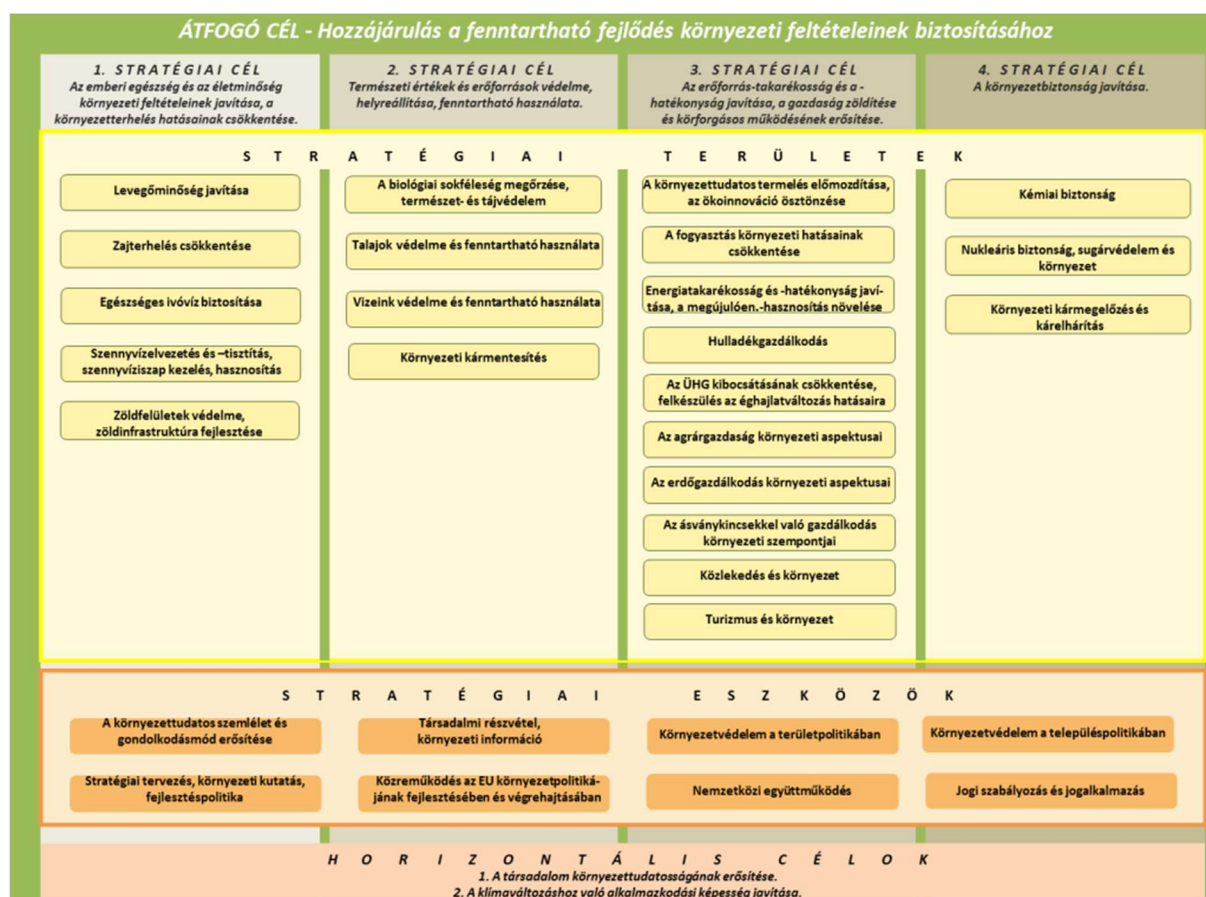 ÁTFOGÓ CÉL - Hozzájárulás a fenntartható fejlődés környezeti feltételeinek biztosításához
1. STRATÉGIAI CÉL
Az emberi egészség és az életminőség
környezeti feltételeinek javítása, a
környezetterhelés hatásainak csökkentése.
2. STRATÉGIAI CÉL
Természeti értékek és erőforrások védelme,
helyreállítása, fenntartható használata.
3. STRATÉGIAI CÉL
Az erőforrás-takarékosság és a -
hatékonyság javítása, a gazdaság zöldítése
és körforgásos működésének erősítése.
4. STRATÉGIAI CÉL
A környezetbiztonság javítása.
STRATÉGIAI TERÜLETEK
Levegőminőség javítása
Zajterhelés csökkentése
Egészséges ivóvíz biztosítása
Szennyvízelvezetés és –tisztítás,
szennyvíziszap kezelés, hasznosítás
Zöldfelületek védelme,
zöldinfrastruktúra fejlesztése
A biológiai sokféleség megőrzése,
természet- és tájvédelem
Talajok védelme és fenntartható használata
Vizeink védelme és fenntartható használata
Környezeti kármentesítés
A környezettudatos termelés előmozdítása,
az ökoinnováció ösztönzése
A fogyasztás környezeti hatásainak
csökkentése
Energiatakarékosság és -hatékonyság javí-
tása, a megújulóen.-hasznosítás növelése
Hulladékgazdálkodás
Az ÜHG kibocsátásának csökkentése,
felkészülés az éghajlatváltozás hatásaira
Az agrárgazdaság környezeti aspektusai
Az erdőgazdálkodás környezeti aspektusai
Az ásványkincsekkel való gazdálkodás
környezeti szempontjai
Közlekedés és környezet
Turizmus és környezet
Kémiai biztonság
Nukleáris biztonság, sugárvédelem és
környezet
Környezeti kármegelőzés és
kárelhárítás
STRATÉGIAI ESZKÖZÖK
A környezettudatos szemlélet és
gondolkodásmód erősítése
Társadalmi részvétel,
környezeti információ
Környezetvédelem a területpolitikában
Környezetvédelem a településpolitikában
Stratégiai tervezés, környezeti kutatás,
fejlesztéspolitika
Közreműködés az EU környezetpolitiká-
jának fejlesztésében és végrehajtásában
Nemzetközi együttműködés
Jogi szabályozás és jogalkalmazás
HORIZONTÁLIS CÉLOK
1. A társadalom környezettudatosságának erősítése.
2. A klímaváltozáshoz való alkalmazkodási képesség javítása.